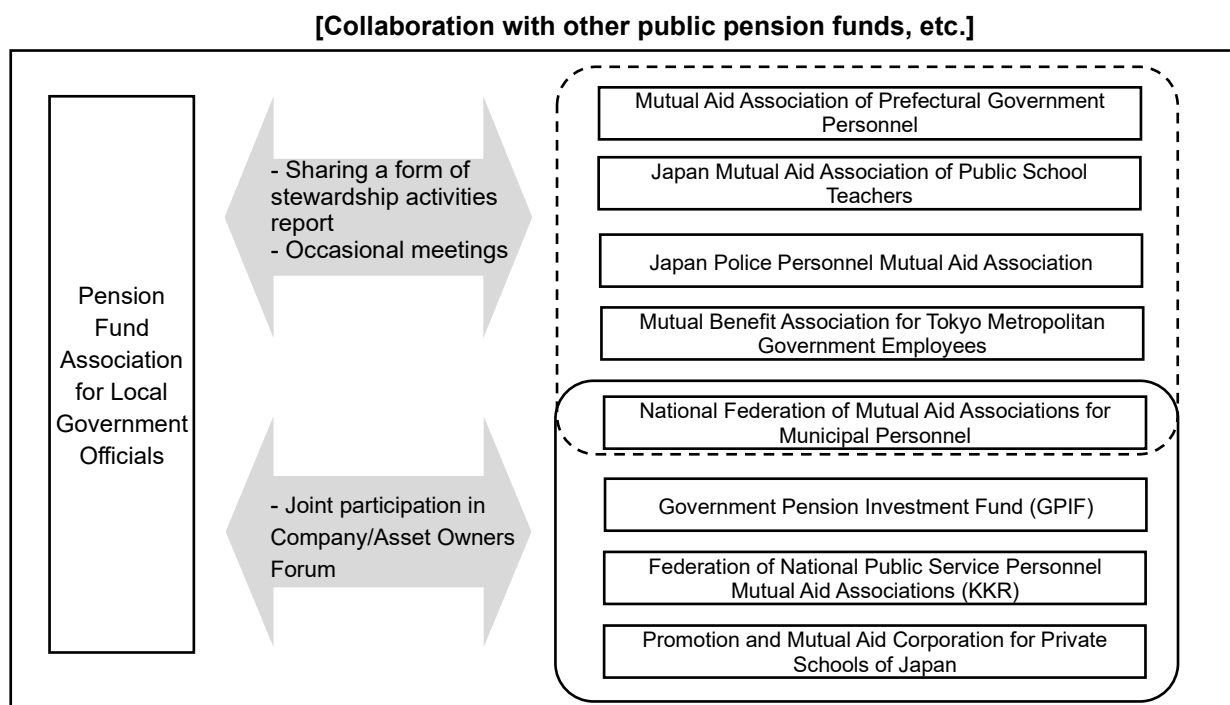 [Collaboration with other public pension funds, etc.]
Pension
Fund
Association
for Local
Government
Officials
- Sharing a form of
stewardship activities
report
- Occasional meetings
- Joint participation in
Company/Asset Owners
Forum
Mutual Aid Association of Prefectural Government
Personnel
Japan Mutual Aid Association of Public School
Teachers
Japan Police Personnel Mutual Aid Association
Mutual Benefit Association for Tokyo Metropolitan
Government Employees
National Federation of Mutual Aid Associations for
Municipal Personnel
Government Pension Investment Fund (GPIF)
Federation of National Public Service Personnel
Mutual Aid Associations (KKR)
Promotion and Mutual Aid Corporation for Private
Schools of Japan